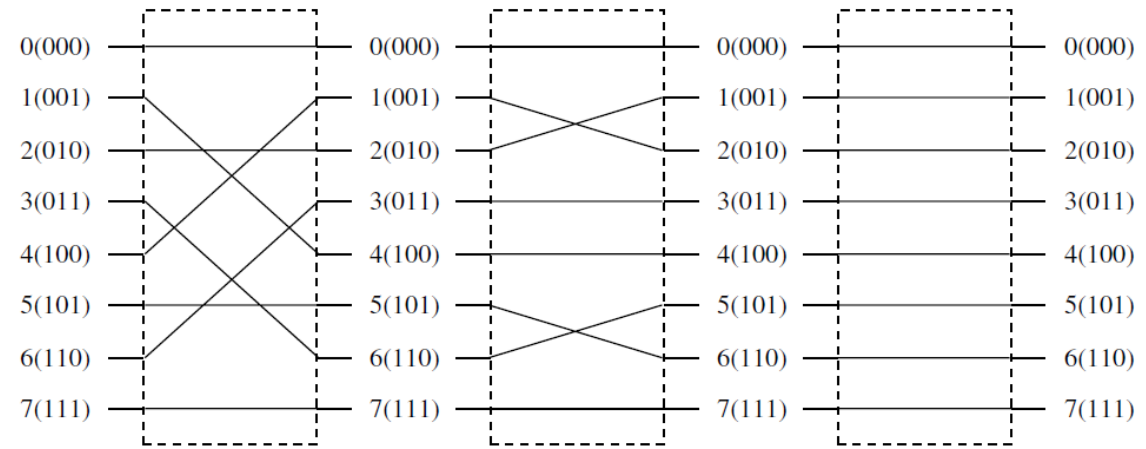 0(000) 0(000) 0(000) 0(000)
1(001) 1(001) 1(001) 1(001)
2(010) 2(010) 2(010) 2(010)
3(011) 3(011) 3(011) 3(011)
4(100) 4(100) 4(100) 4(100)
5(101) 5(101) 5(101) 5(101)
6(110) 6(110) 6(110) 6(110)
7(111) 7(111) 7(111) 7(111)